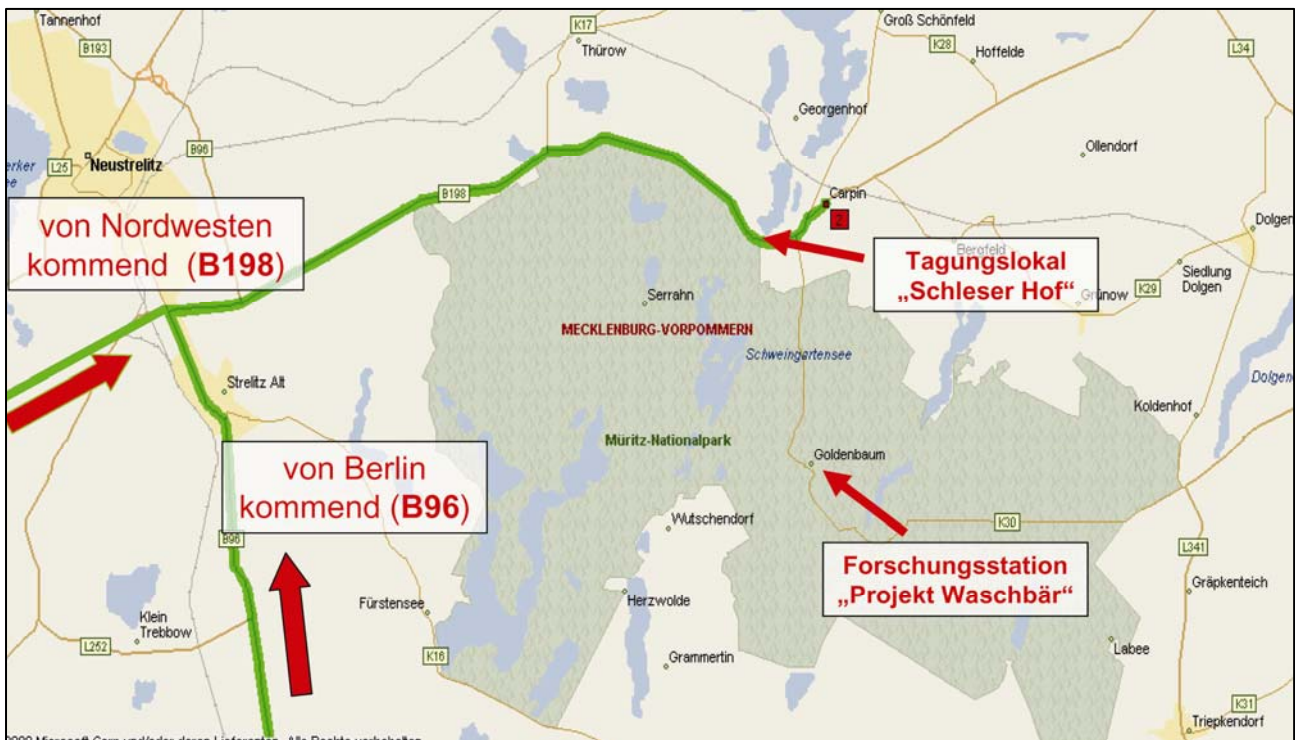 Tannenhof
B193
K17
Thürow
Groß Schönfeld
K28
Hoffelde
L34
Georgenhof
Ollendorf
B96
L25
Neustrelitz
B198
Carpin
2
von Nordwesten
kommend (B198)
Tagungslokal
„Schleser Hof“
Bergfeld
Dolgen
Siedlung
Dolgen
K29
Grünow
Serrahn
MECKLENBURG-VORPOMMERN
Schweingartensee
Strelitz Alt
Dolgen
Koldenhof
Müritz-Nationalpark
Goldenbaum
von Berlin
kommend (B96)
B96
Wutschendorf
K30
L341
Forschungsstation
„Projekt Waschbär“
Gräpkenteich
Fürstensee
Herzwolde
Klein
Trebbow
L252
K16
Grammertin
Labee
K31
Triepkendorf